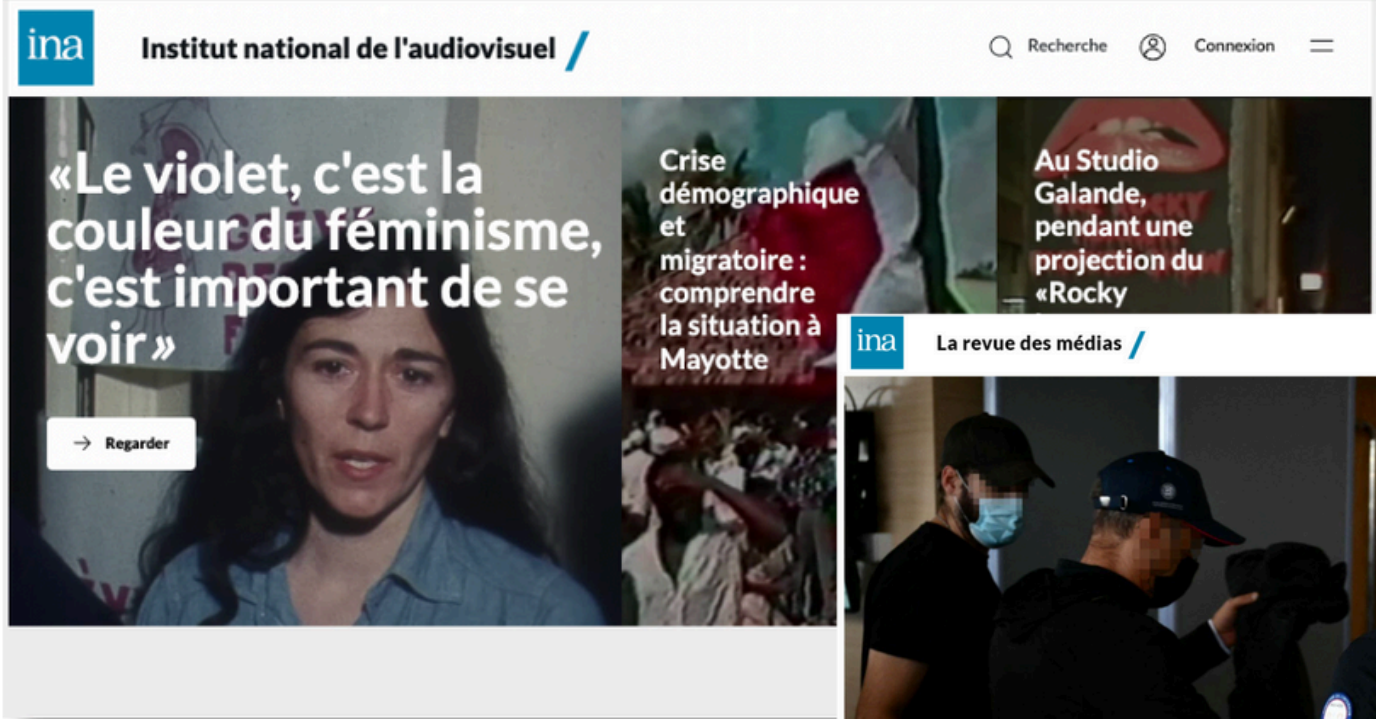 ina
Institut national de l'audiovisuel /
Recherche
Connexion
«Le violet, c'est la
couleur du féminisme,
c'est important de se
voir»
→ Regarder
Crise
démographique
et
migratoire :
comprendre
la situation à
Mayotte
Au Studio
Galande,
pendant une
projection du
«Rocky
ina
La revue des médias /